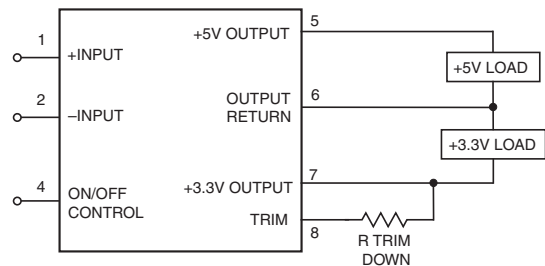 5
+5V OUTPUT
1
+INPUT
+5V LOAD
2
–INPUT
OUTPUT
RETURN
6
+3.3V LOAD
4
ON/OFF
CONTROL
+3.3V OUTPUT
7
TRIM
8
R TRIM
DOWN